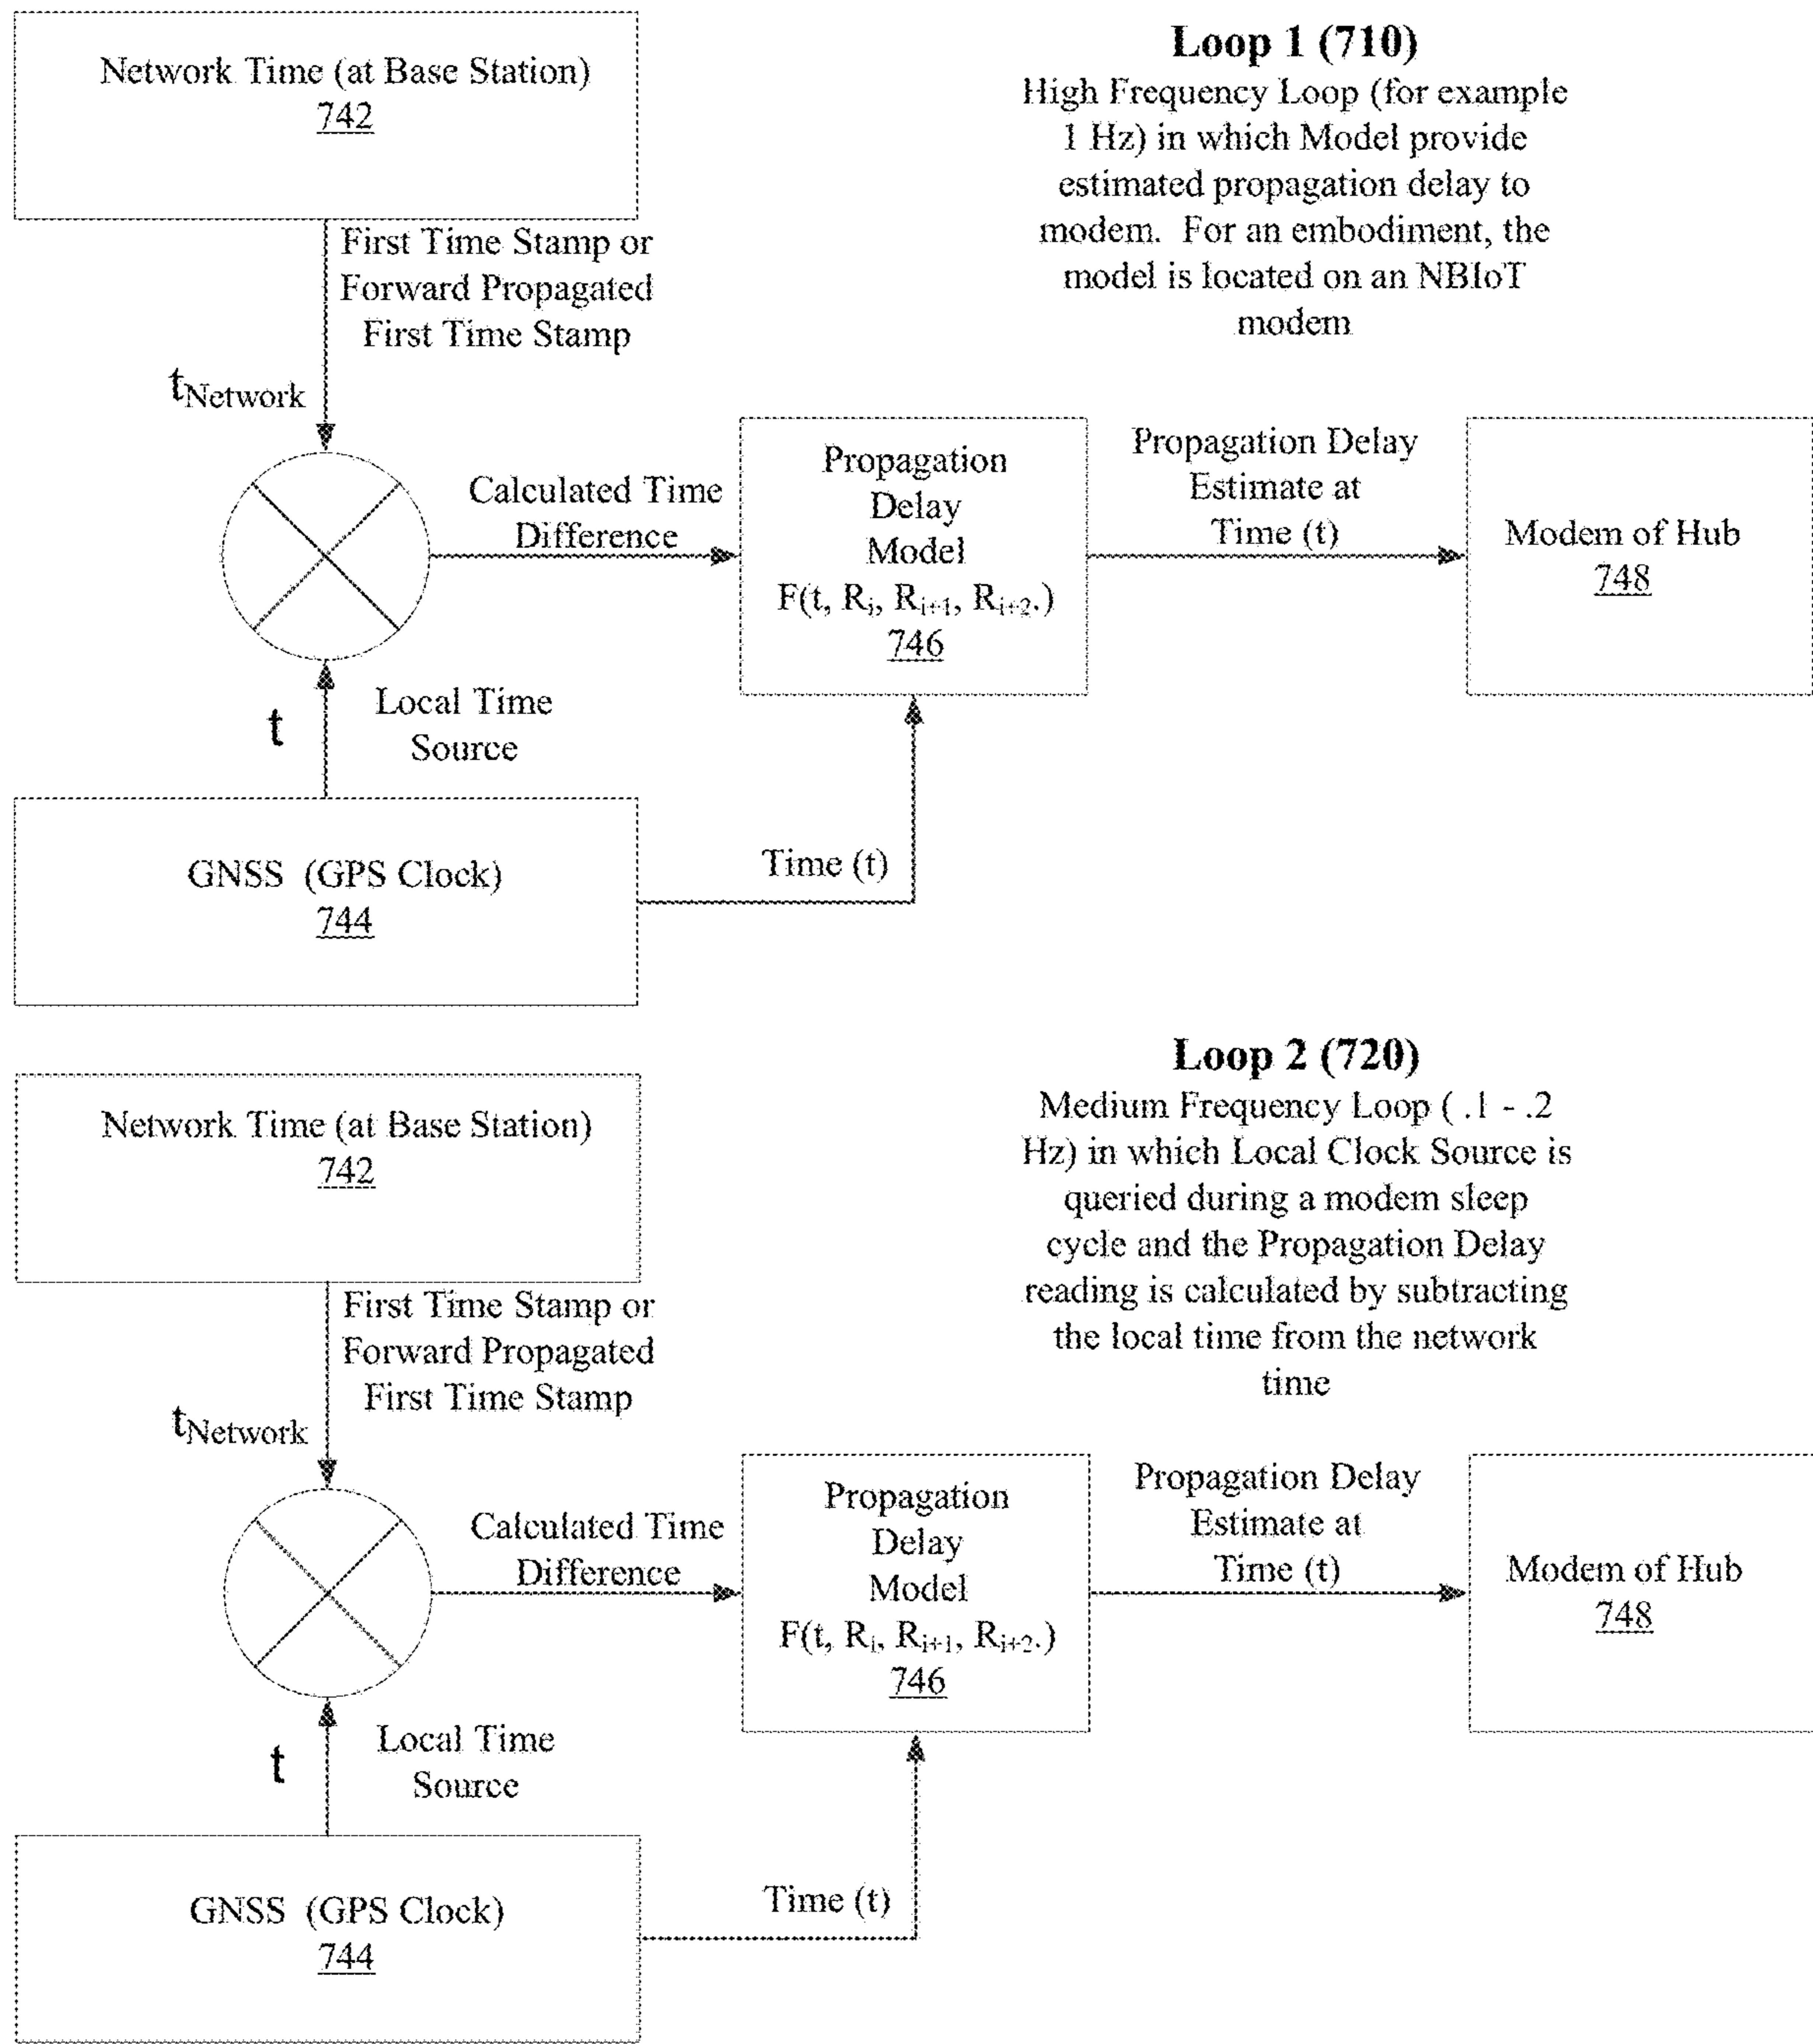 Network Time (at Base Station)
742
Loop 1 (710)
High Frequency Loop (for example
1 Hz) in which Model provide
estimated propagation delay to
modem. For an embodiment, the
model is located on an NBIoT
modem
First Time Stamp or
Forward Propagated
First Time Stamp
tNetwork
Calculated Time
Difference
Propagation
Delay
Model
F(t, Ri, Ri+1, Ri+2.)
746
Propagation Delay
Estimate at
Time (t)
Modem of Hub
748
t
Local Time
Source
GNSS (GPS Clock)
744
Time (t)
Loop 2 (720)
Medium Frequency Loop ( .1 - .2
Hz) in which Local Clock Source is
queried during a modem sleep
cycle and the Propagation Delay
reading is calculated by subtracting
the local time from the network
time
Network Time (at Base Station)
742
First Time Stamp or
Forward Propagated
First Time Stamp
tNetwork
Calculated Time
Difference
Propagation
Delay
Model
F(t, Ri, Ri+1, Ri+2.)
746
Propagation Delay
Estimate at
Time (t)
Modem of Hub
748
t
Local Time
Source
GNSS (GPS Clock)
744
Time (t)